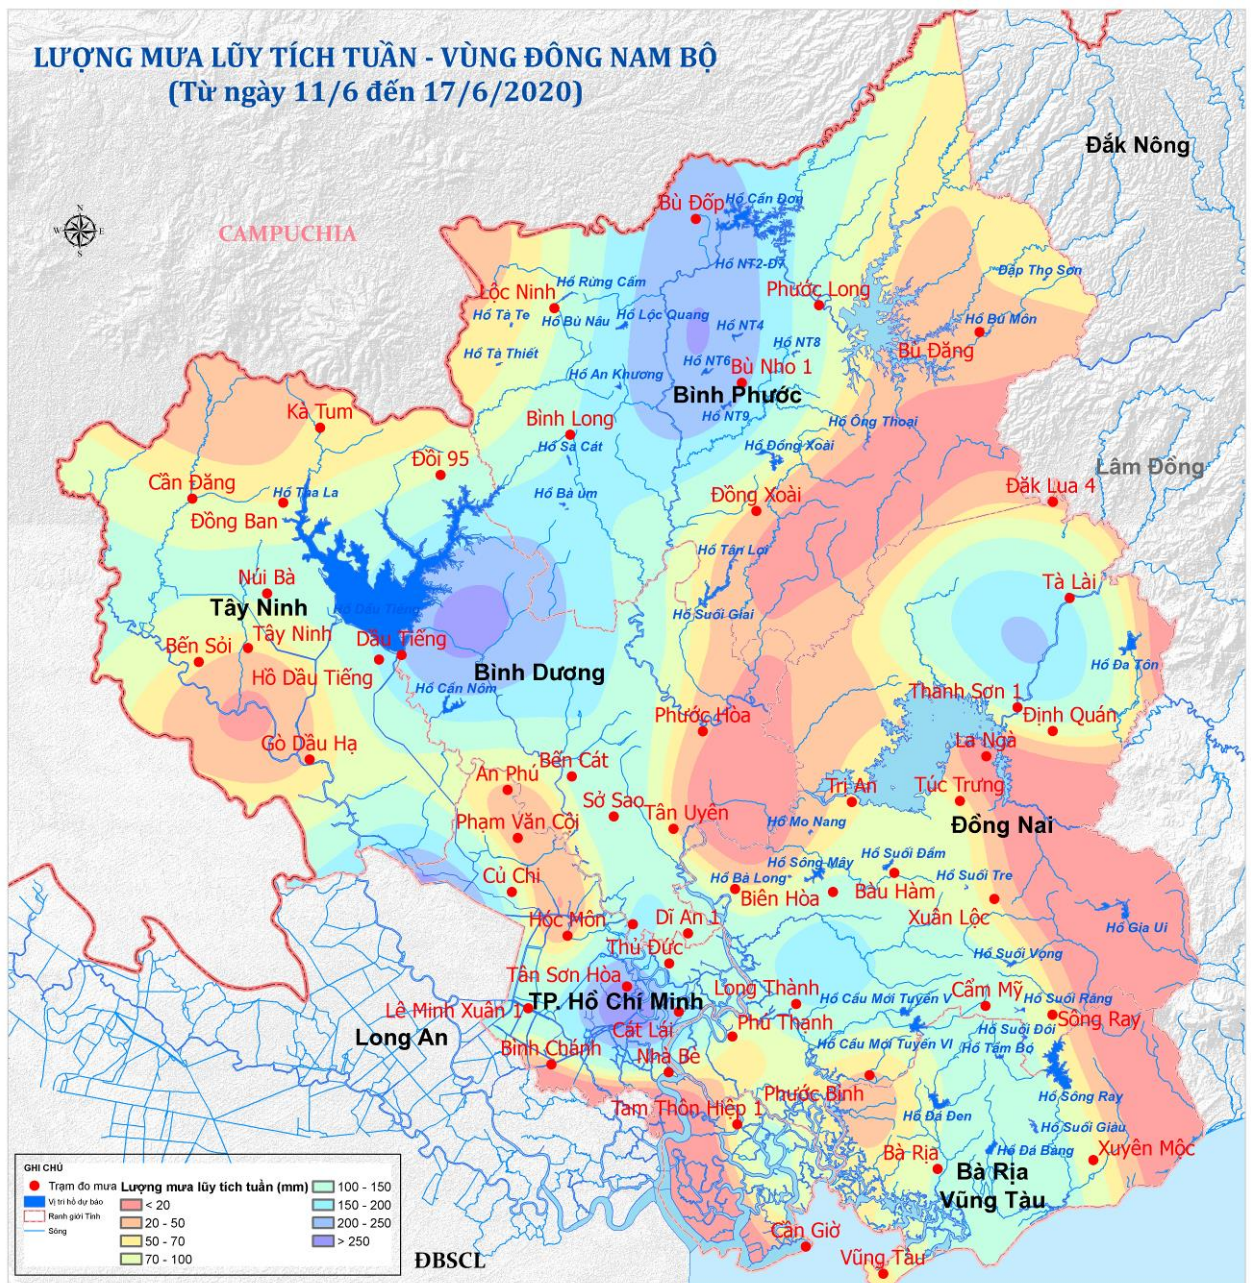 LƯỢNG MƯA LŨY TÍCH TUẦN - VÙNG ĐÔNG NAM BỘ
(Từ ngày 11/6 đến 17/6/2020)
Đắk Nông
N
W E
S
CAMPUCHIA
Bù Đốp
Hồ Cần Đơn
Hồ NT2-Đ7
Đập Thọ Sơn
Lộc Ninh
Hồ Rừng Cấm
Phước Long
Hồ Tà Te
Hồ Bù Nâu
Hồ Lộc Quang
Hồ NT4
Hồ Bù Môn
Hồ Tà Thiết
Hồ NT8
Bù Đăng
Hồ An Khương
Hồ NT6
Bù Nho 1
Bình Phước
Kà Tum
Bình Long
Hồ NT9
Hồ Ông Thoại
Hồ Sa Cát
Hồ Đồng Xoài
Đồi 95
Lâm Đồng
Cần Đăng
Hồ Tha La
Hồ Bà úm
Đồng Xoài
Đăk Lua 4
Đồng Ban
Hồ Tân Lợi
Núi Bà
Tà Lài
Tây Ninh
Hồ Dầu Tiếng
Hồ Suối Giai
Bến Sỏi
Tây Ninh
Dầu Tiếng
Hồ Dầu Tiếng
Bình Dương
Hồ Đa Tôn
Hồ Cần Nôm
Thanh Sơn 1
Phước Hòa
Định Quán
Gò Dầu Hạ
La Ngà
Bến Cát
An Phú
Trị An
Túc Trưng
Sở Sao
Tân Uyên
Phạm Văn Cội
Hồ Mo Nang
Đồng Nai
Củ Chi
Hồ Sông Mây
Hồ Suối Đầm
Hồ Bà Long
Hồ Suối Tre
Biên Hòa
Bàu Hàm
Xuân Lộc
Hóc Môn
Dĩ An 1
Hồ Gia Ui
Thủ Đức
Hồ Suối Vọng
Tân Sơn Hòa
Long Thành
TP. Hồ Chí Minh
Hồ Cầu Mới Tuyến V
Cẩm Mỹ
Hồ Suối Răng
Lê Minh Xuân 1
Cát Lái
Phú Thạnh
Hồ Suối Đôi
Sông Ray
Long An
Hồ Cầu Mới Tuyến VI
Hồ Tầm Bó
Bình Chánh
Nhà Bè
Phước Bình
Hồ Sông Ray
Tam Thôn Hiệp 1
Hồ Đá Đen
Hồ Suối Giàu
Bà Rịa
Hồ Đá Bàng
Xuyên Mộc
Bà Rịa
Vũng Tàu
Cần Giờ
Vũng Tàu
ĐBSCL
GHI CHÚ
Trạm đo mưa
Vị trí hồ dự báo
Ranh giới Tỉnh
Sông
Lượng mưa lũy tích tuần (mm)
< 20
20 - 50
50 - 70
70 - 100
100 - 150
150 - 200
200 - 250
> 250